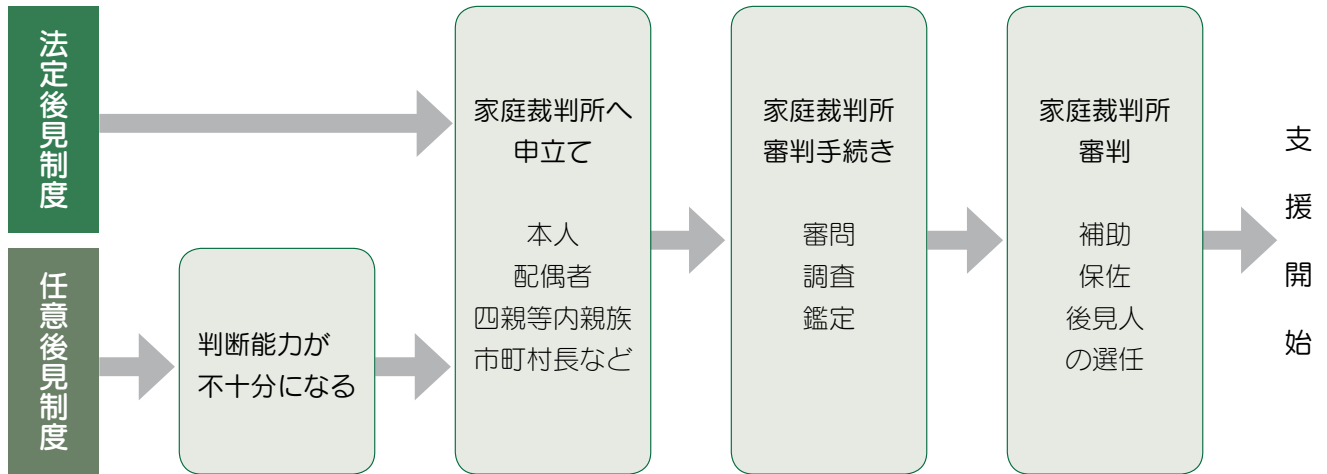 法定後見制度
家庭裁判所へ
申立て
本人
配偶者
四親等内親族
市町村長など
家庭裁判所
審判手続き
審問
調査
鑑定
家庭裁判所
審判
補助
保佐
後見人
の選任
支援開始
任意後見制度
判断能力が
不十分になる